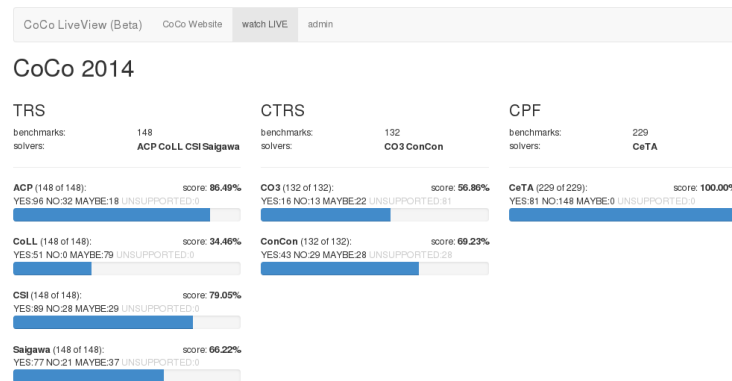 CoCo LiveView (Beta) CoCo Website watch LIVE admin
CoCo 2014
TRS
benchmarks: 148
solvers: ACP CoLL CSI Saigawa
ACP (148 of 148): score: 86.49%
YES:96 NO:32 MAYBE:18 UNSUPPORTED:0
CoLL (148 of 148): score: 34.46%
YES:51 NO:0 MAYBE:79 UNSUPPORTED:0
CSI (148 of 148): score: 79.05%
YES:89 NO:28 MAYBE:29 UNSUPPORTED:0
Saigawa (148 of 148): score: 66.22%
YES:77 NO:21 MAYBE:37 UNSUPPORTED:0
CTRS
benchmarks: 132
solvers: CO3 ConCon
CO3 (132 of 132): score: 56.86%
YES:16 NO:13 MAYBE:22 UNSUPPORTED:81
ConCon (132 of 132): score: 69.23%
YES:43 NO:29 MAYBE:28 UNSUPPORTED:28
CPF
benchmarks: 229
solvers: CeTA
CeTA (229 of 229): score: 100.00%
YES:81 NO:148 MAYBE:0 UNSUPPORTED:0